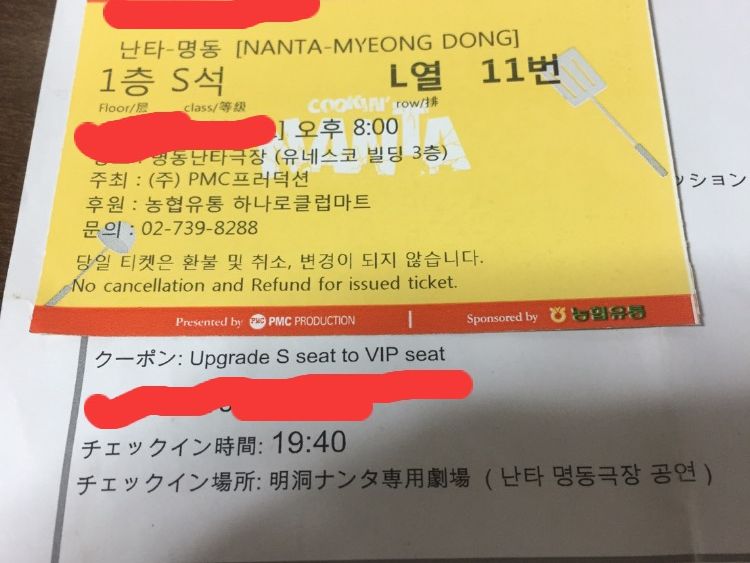 난타-명동 [NANTA-MYEONG DONG]
1층 S석 L열 11번
Floor/层 class/等级 row/排
COOKIN' NANTA
오후 8:00
명동난타극장 (유네스코 빌딩 3층)
주최 : (주) PMC프러덕션
후원 : 농협유통 하나로클럽마트
문의 : 02-739-8288
당일 티켓은 환불 및 취소, 변경이 되지 않습니다.
No cancellation and Refund for issued ticket.
Presented by PMC PMC PRODUCTION | Sponsored by 농협유통
ッション
クーポン: Upgrade S seat to VIP seat
チェックイン時間: 19:40
チェックイン場所: 明洞ナンタ専用劇場 ( 난타 명동극장 공연 )